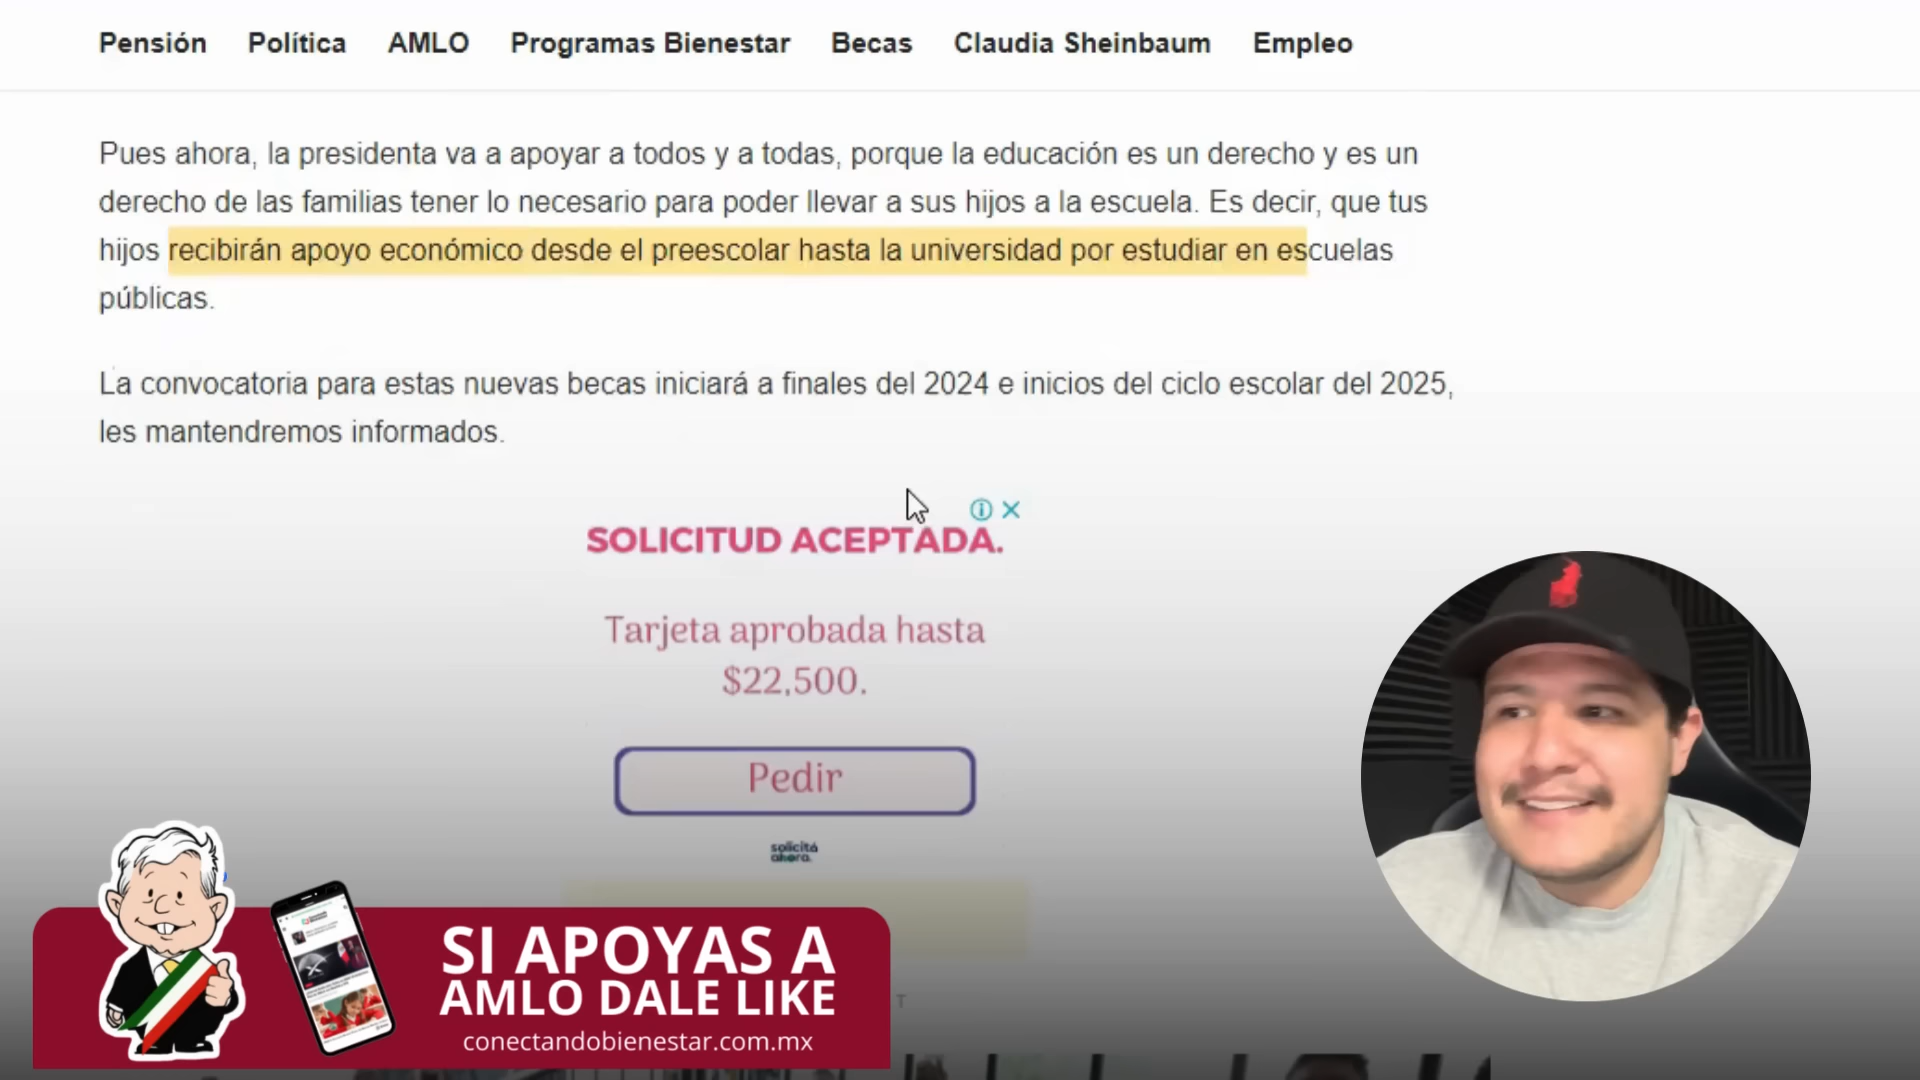 Pensión Política AMLO Programas Bienestar Becas Claudia Sheinbaum Empleo
Pues ahora, la presidenta va a apoyar a todos y a todas, porque la educación es un derecho y es un
derecho de las familias tener lo necesario para poder llevar a sus hijos a la escuela. Es decir, que tus
hijos recibirán apoyo económico desde el preescolar hasta la universidad por estudiar en escuelas
públicas.
La convocatoria para estas nuevas becas iniciará a finales del 2024 e inicios del ciclo escolar del 2025,
les mantendremos informados.
SOLICITUD ACEPTADA.
Tarjeta aprobada hasta
$22,500.
Pedir
solicitá
ahora.
SI APOYAS A
AMLO DALE LIKE
conectandobienestar.com.mx
T